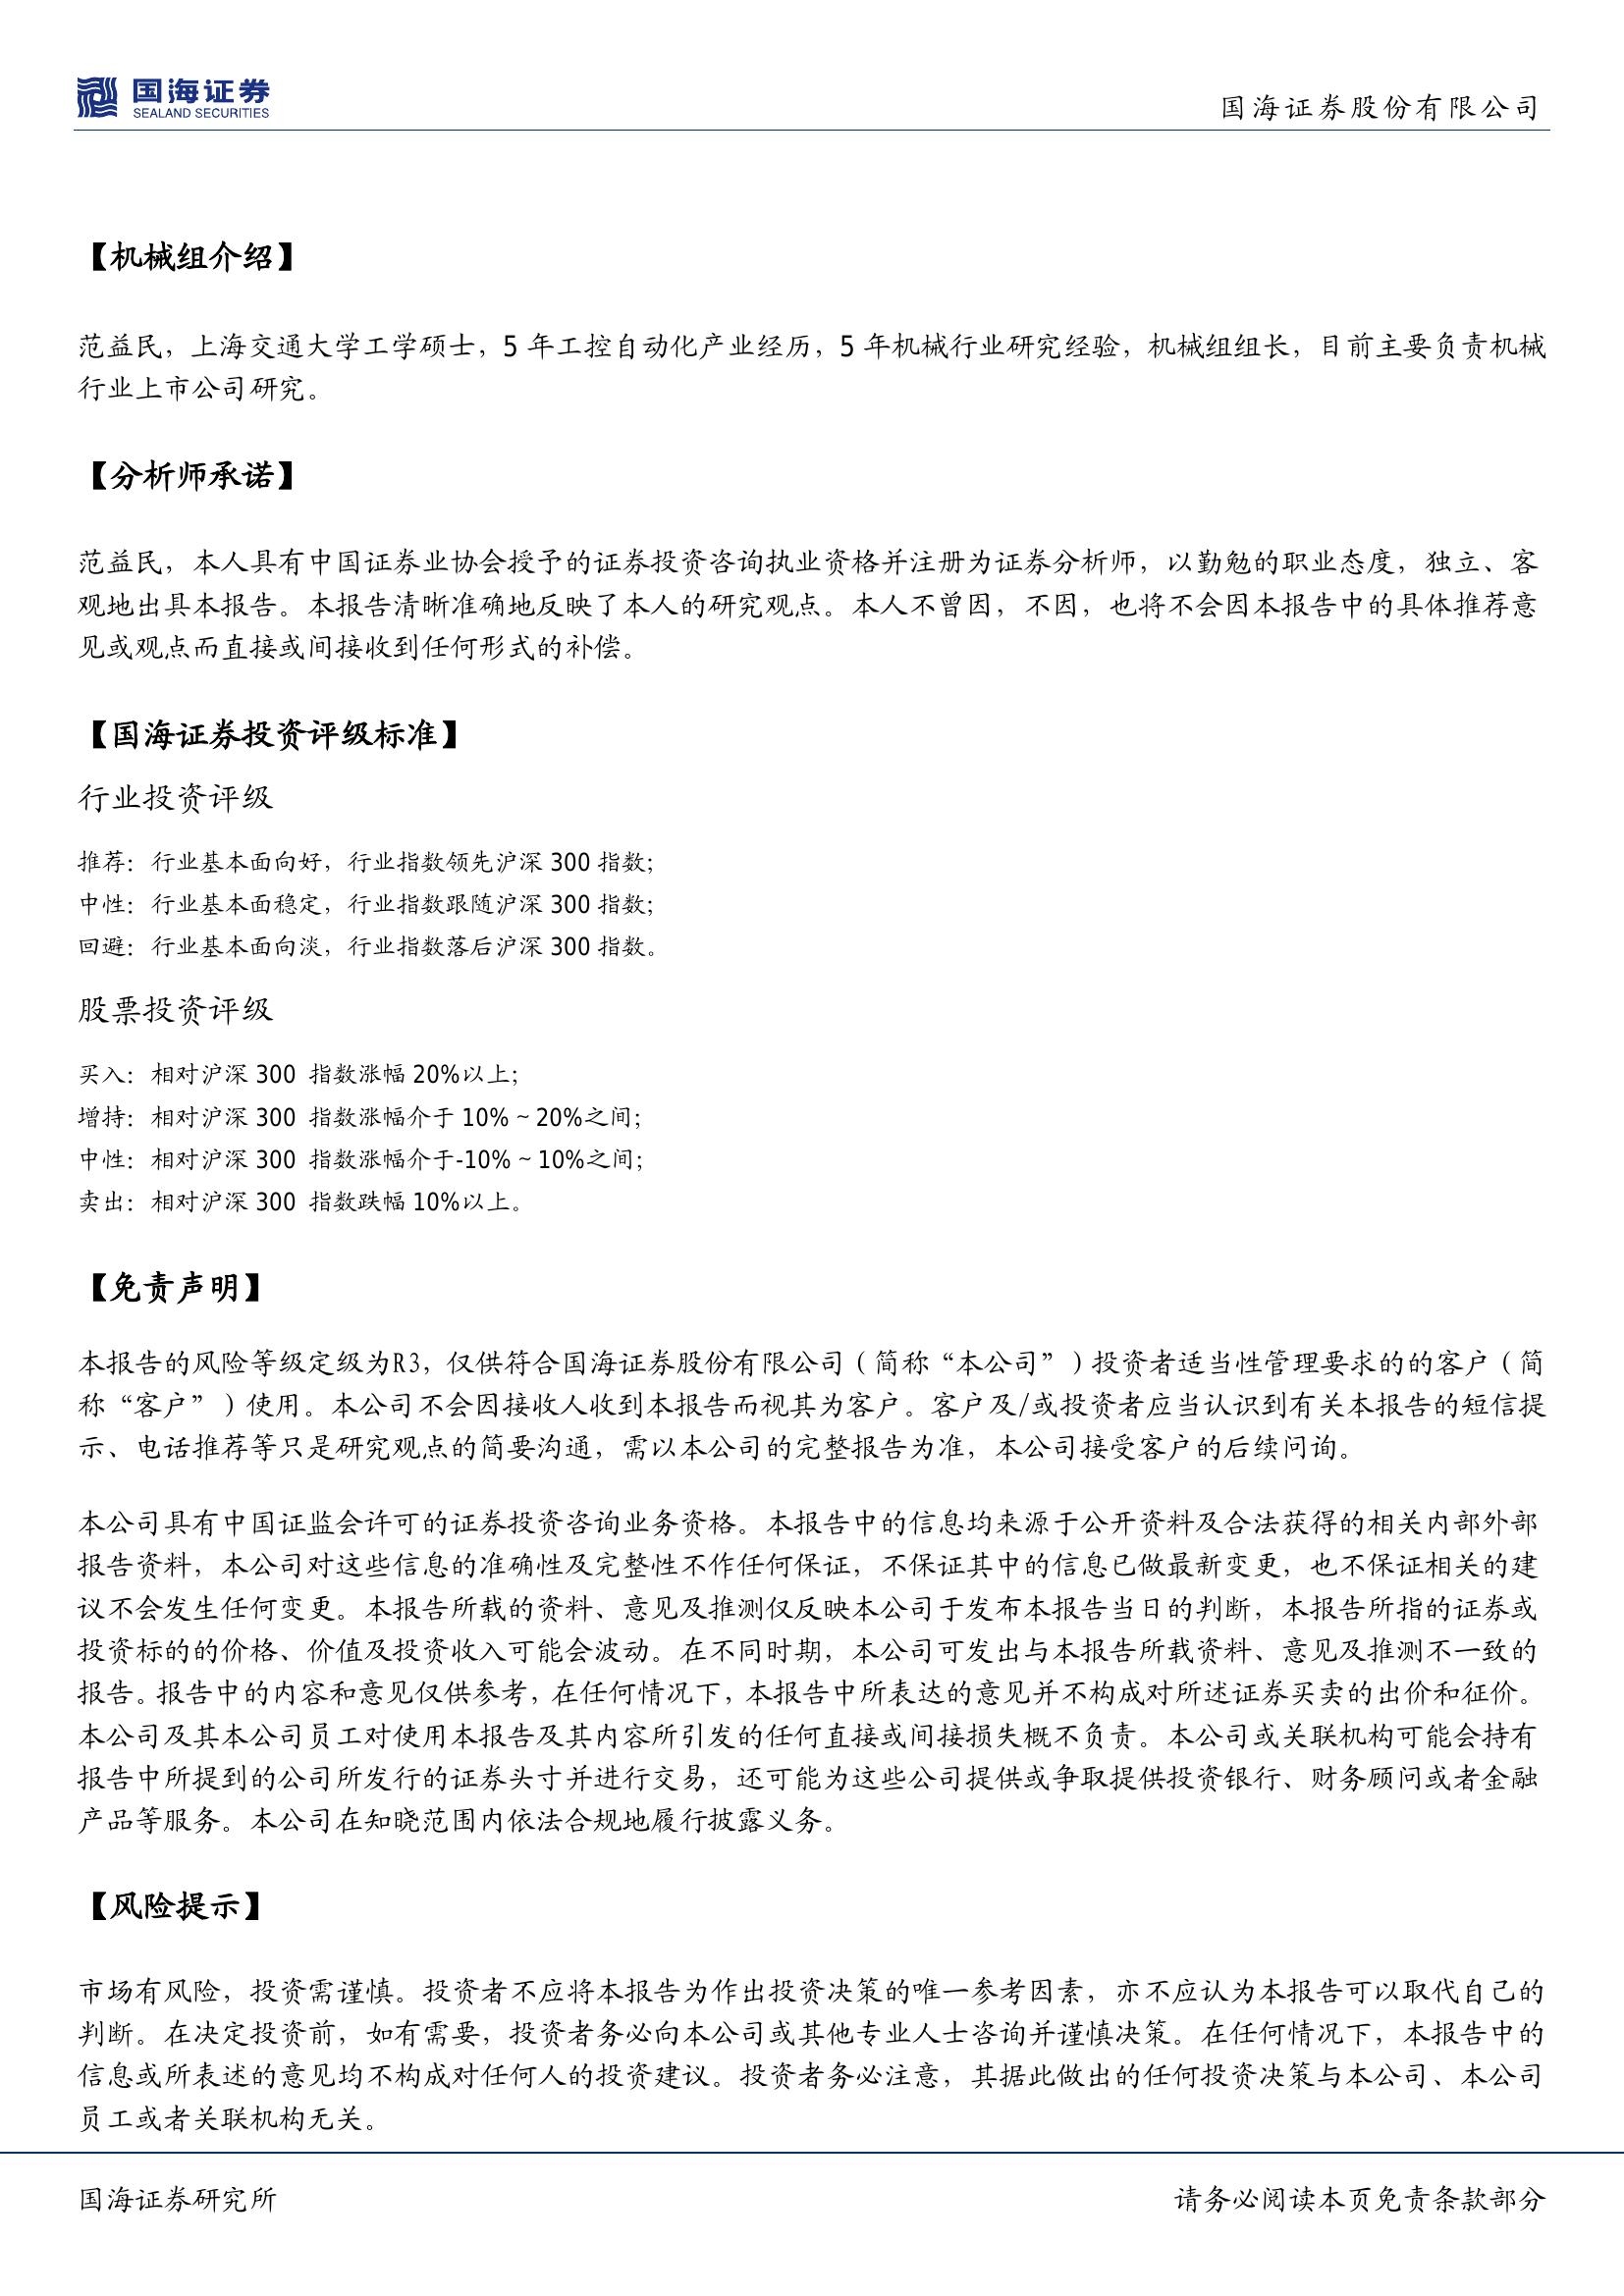 国海证券
SEALAND SECURITIES
国海证券股份有限公司
【机械组介绍】
范益民，上海交通大学工学硕士，5 年工控自动化产业经历，5 年机械行业研究经验，机械组组长，目前主要负责机械
行业上市公司研究。
【分析师承诺】
范益民，本人具有中国证券业协会授予的证券投资咨询执业资格并注册为证券分析师，以勤勉的职业态度，独立、客
观地出具本报告。本报告清晰准确地反映了本人的研究观点。本人不曾因，不因，也将不会因本报告中的具体推荐意
见或观点而直接或间接收到任何形式的补偿。
【国海证券投资评级标准】
行业投资评级
推荐：行业基本面向好，行业指数领先沪深 300 指数；
中性：行业基本面稳定，行业指数跟随沪深 300 指数；
回避：行业基本面向淡，行业指数落后沪深 300 指数。
股票投资评级
买入：相对沪深 300 指数涨幅 20%以上；
增持：相对沪深 300 指数涨幅介于 10%～20%之间；
中性：相对沪深 300 指数涨幅介于-10%～10%之间；
卖出：相对沪深 300 指数跌幅 10%以上。
【免责声明】
本报告的风险等级定级为R3，仅供符合国海证券股份有限公司（简称“本公司”）投资者适当性管理要求的的客户（简
称“客户”）使用。本公司不会因接收人收到本报告而视其为客户。客户及/或投资者应当认识到有关本报告的短信提
示、电话推荐等只是研究观点的简要沟通，需以本公司的完整报告为准，本公司接受客户的后续问询。
本公司具有中国证监会许可的证券投资咨询业务资格。本报告中的信息均来源于公开资料及合法获得的相关内部外部
报告资料，本公司对这些信息的准确性及完整性不作任何保证，不保证其中的信息已做最新变更，也不保证相关的建
议不会发生任何变更。本报告所载的资料、意见及推测仅反映本公司于发布本报告当日的判断，本报告所指的证券或
投资标的的价格、价值及投资收入可能会波动。在不同时期，本公司可发出与本报告所载资料、意见及推测不一致的
报告。报告中的内容和意见仅供参考，在任何情况下，本报告中所表达的意见并不构成对所述证券买卖的出价和征价。
本公司及其本公司员工对使用本报告及其内容所引发的任何直接或间接损失概不负责。本公司或关联机构可能会持有
报告中所提到的公司所发行的证券头寸并进行交易，还可能为这些公司提供或争取提供投资银行、财务顾问或者金融
产品等服务。本公司在知晓范围内依法合规地履行披露义务。
【风险提示】
市场有风险，投资需谨慎。投资者不应将本报告为作出投资决策的唯一参考因素，亦不应认为本报告可以取代自己的
判断。在决定投资前，如有需要，投资者务必向本公司或其他专业人士咨询并谨慎决策。在任何情况下，本报告中的
信息或所表述的意见均不构成对任何人的投资建议。投资者务必注意，其据此做出的任何投资决策与本公司、本公司
员工或者关联机构无关。
国海证券研究所
请务必阅读本页免责条款部分